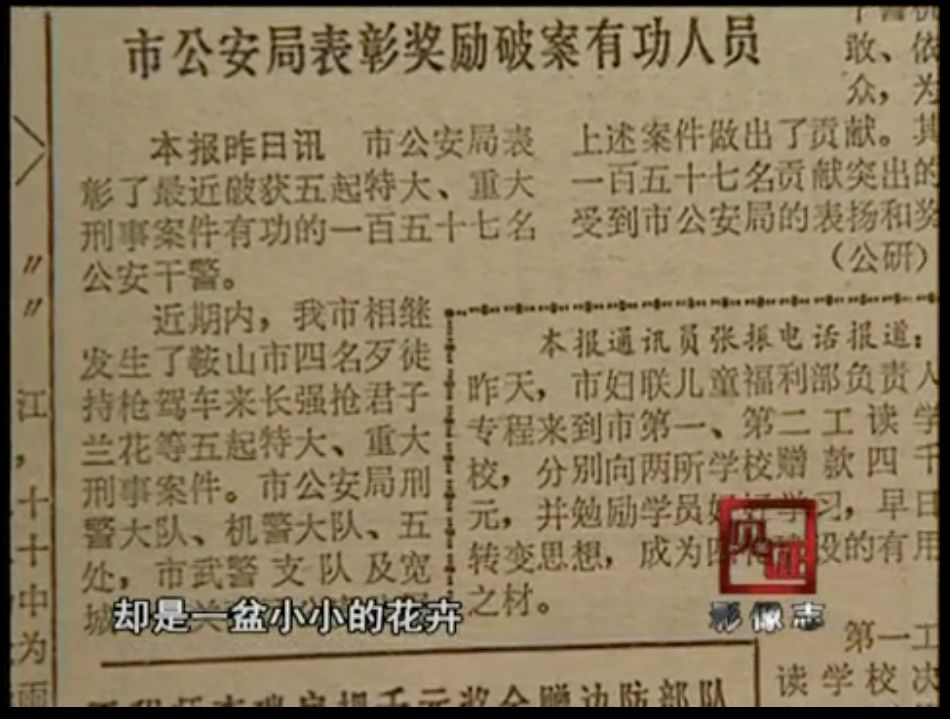 市公安局表彰奖励破案有功人员
本报昨日讯 市公安局表
彰了最近破获五起特大、重大
刑事案件有功的一百五十七名
公安干警。
近期内，我市相继
发生了鞍山市四名歹徒
持枪驾车来长强抢君子
兰花等五起特大、重大
刑事案件。市公安局刑
警大队、机警大队、五
处，市武警支队及宽
城
上述案件做出了贡献。其
一百五十七名贡献突出的
受到市公安局的表扬和奖
（公研）
敢、依
众，为
本报通讯员张振电话报道：
昨天，市妇联儿童福利部负责人
专程来到市第一、第二工读学
校，分别向两所学校赠款四千
元，并勉励学员好学习，早日
转变思想，成为设的有用
之材。
第一工
读学校次
江，
十
十
中
为
雨
见证
影像志
却是一盆小小的花卉
千元奖金赠边防部队